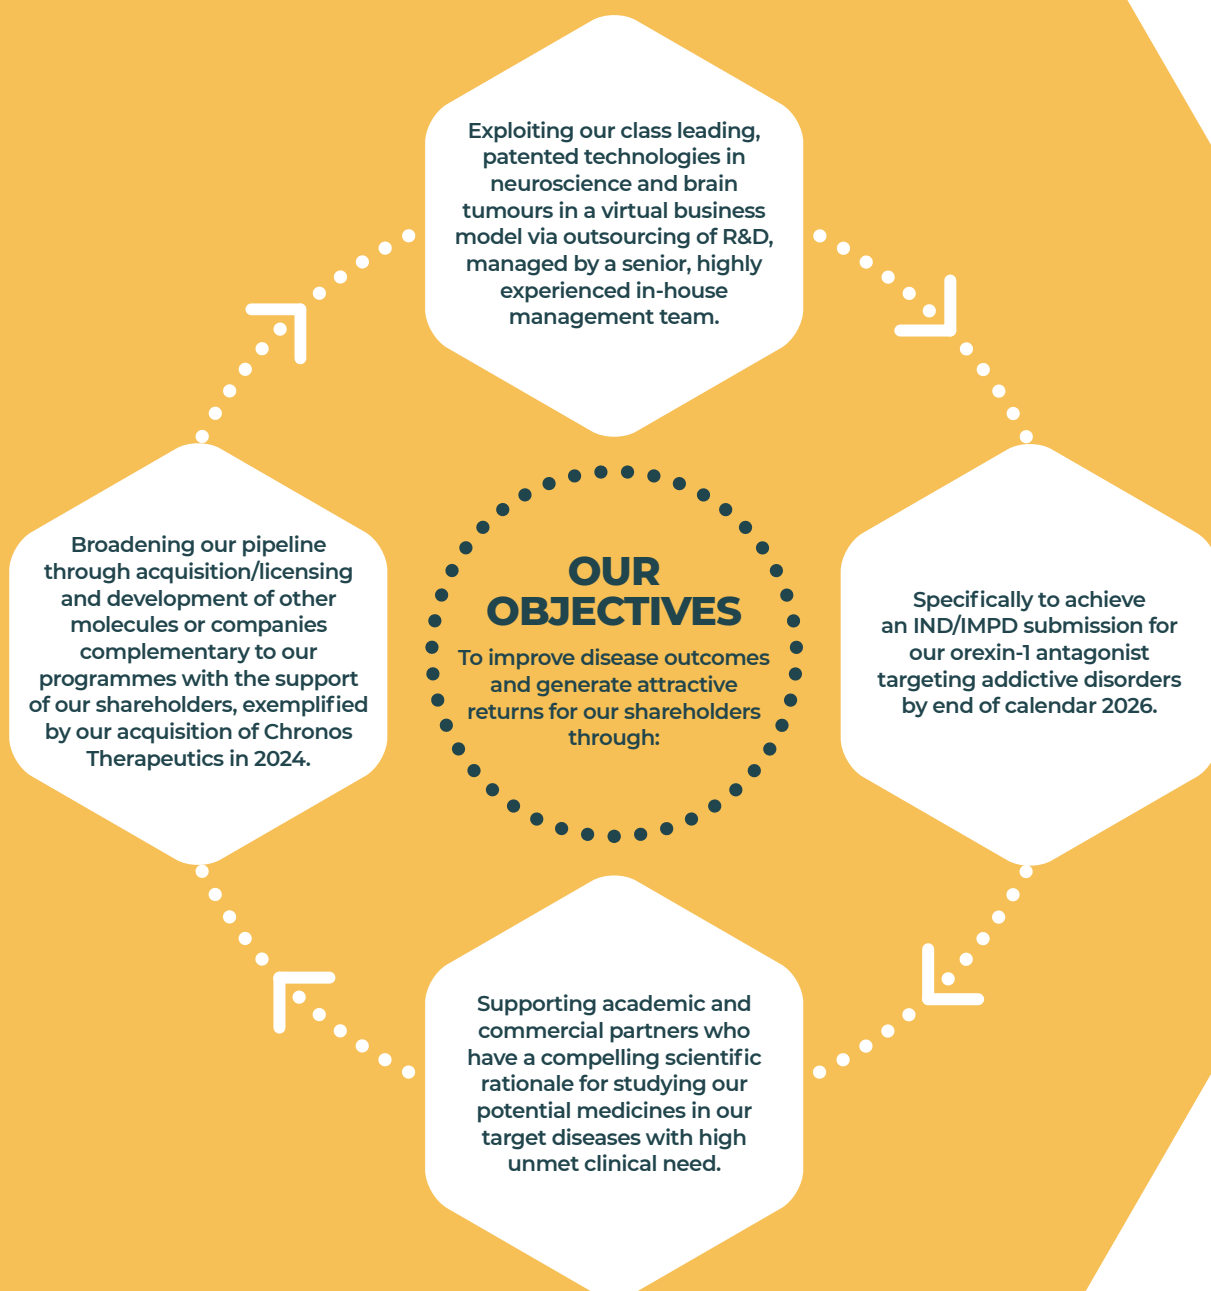 Exploiting our class leading,
patented technologies in
neuroscience and brain
tumours in a virtual business
model via outsourcing of R&D,
managed by a senior, highly
experienced in-house
management team.
OUR
OBJECTIVES
To improve disease outcomes
and generate attractive
returns for our shareholders
through:
Specifically to achieve
an IND/IMPD submission for
our orexin-1 antagonist
targeting addictive disorders
by end of calendar 2026.
Supporting academic and
commercial partners who
have a compelling scientific
rationale for studying our
potential medicines in our
target diseases with high
unmet clinical need.
Broadening our pipeline
through acquisition/licensing
and development of other
molecules or companies
complementary to our
programmes with the support
of our shareholders, exemplified
by our acquisition of Chronos
Therapeutics in 2024.